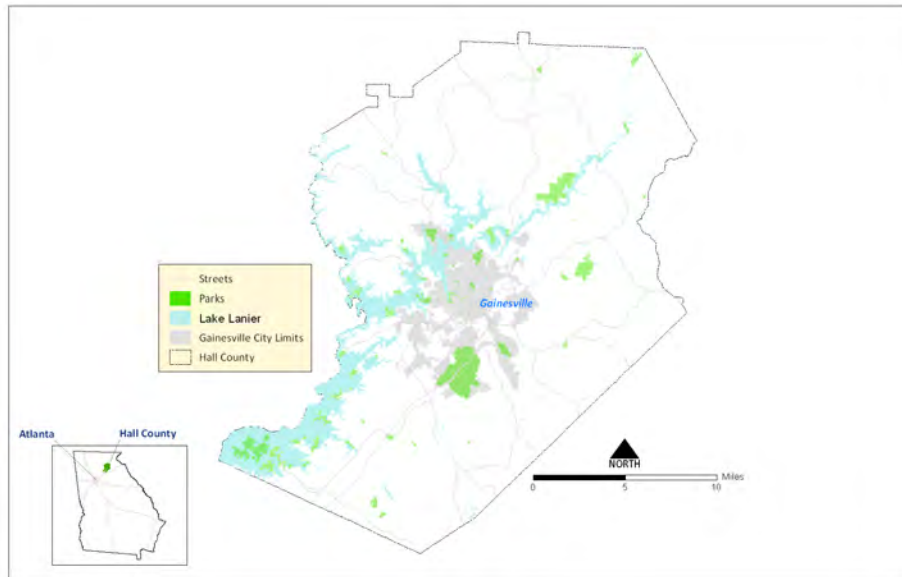 Streets
Parks
Lake Lanier
Gainesville City Limits
Hall County
Gainesville
Atlanta
Hall County
NORTH
Miles
0
5
10